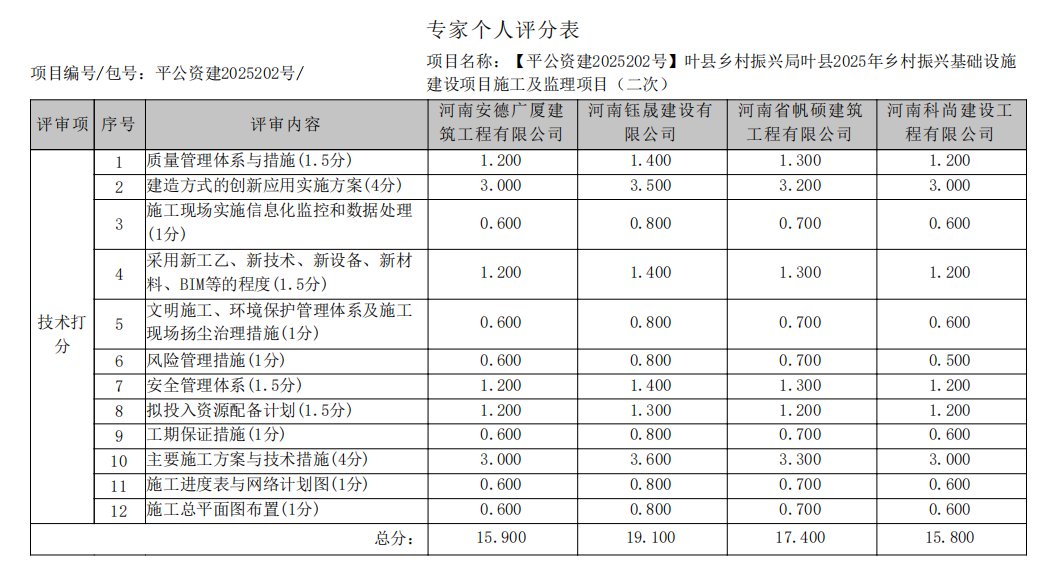 专家个人评分表
项目编号/包号：平公资建2025202号/
项目名称：【平公资建2025202号】叶县乡村振兴局叶县2025年乡村振兴基础设施
建设项目施工及监理项目（二次）
评审项 序号 评审内容 河南安德广厦建 河南钰晟建设有 河南省帆硕建筑 河南科尚建设工
筑工程有限公司 限公司 工程有限公司 程有限公司
技术打
分
1 质量管理体系与措施(1.5分) 1.200 1.400 1.300 1.200
2 建造方式的创新应用实施方案(4分) 3.000 3.500 3.200 3.000
施工现场实施信息化监控和数据处理
3 (1分) 0.600 0.800 0.700 0.600
采用新工乙、新技术、新设备、新材
4 料、BIM等的程度(1.5分) 1.200 1.400 1.300 1.200
文明施工、环境保护管理体系及施工
5 现场扬尘治理措施(1分) 0.600 0.800 0.700 0.600
6 风险管理措施(1分) 0.600 0.800 0.700 0.500
7 安全管理体系(1.5分) 1.200 1.400 1.300 1.200
8 拟投入资源配备计划(1.5分) 1.200 1.300 1.200 1.200
9 工期保证措施(1分) 0.600 0.800 0.700 0.600
10 主要施工方案与技术措施(4分) 3.000 3.600 3.300 3.000
11 施工进度表与网络计划图(1分) 0.600 0.800 0.700 0.600
12 施工总平面图布置(1分) 0.600 0.800 0.700 0.600
总分： 15.900 19.100 17.400 15.800